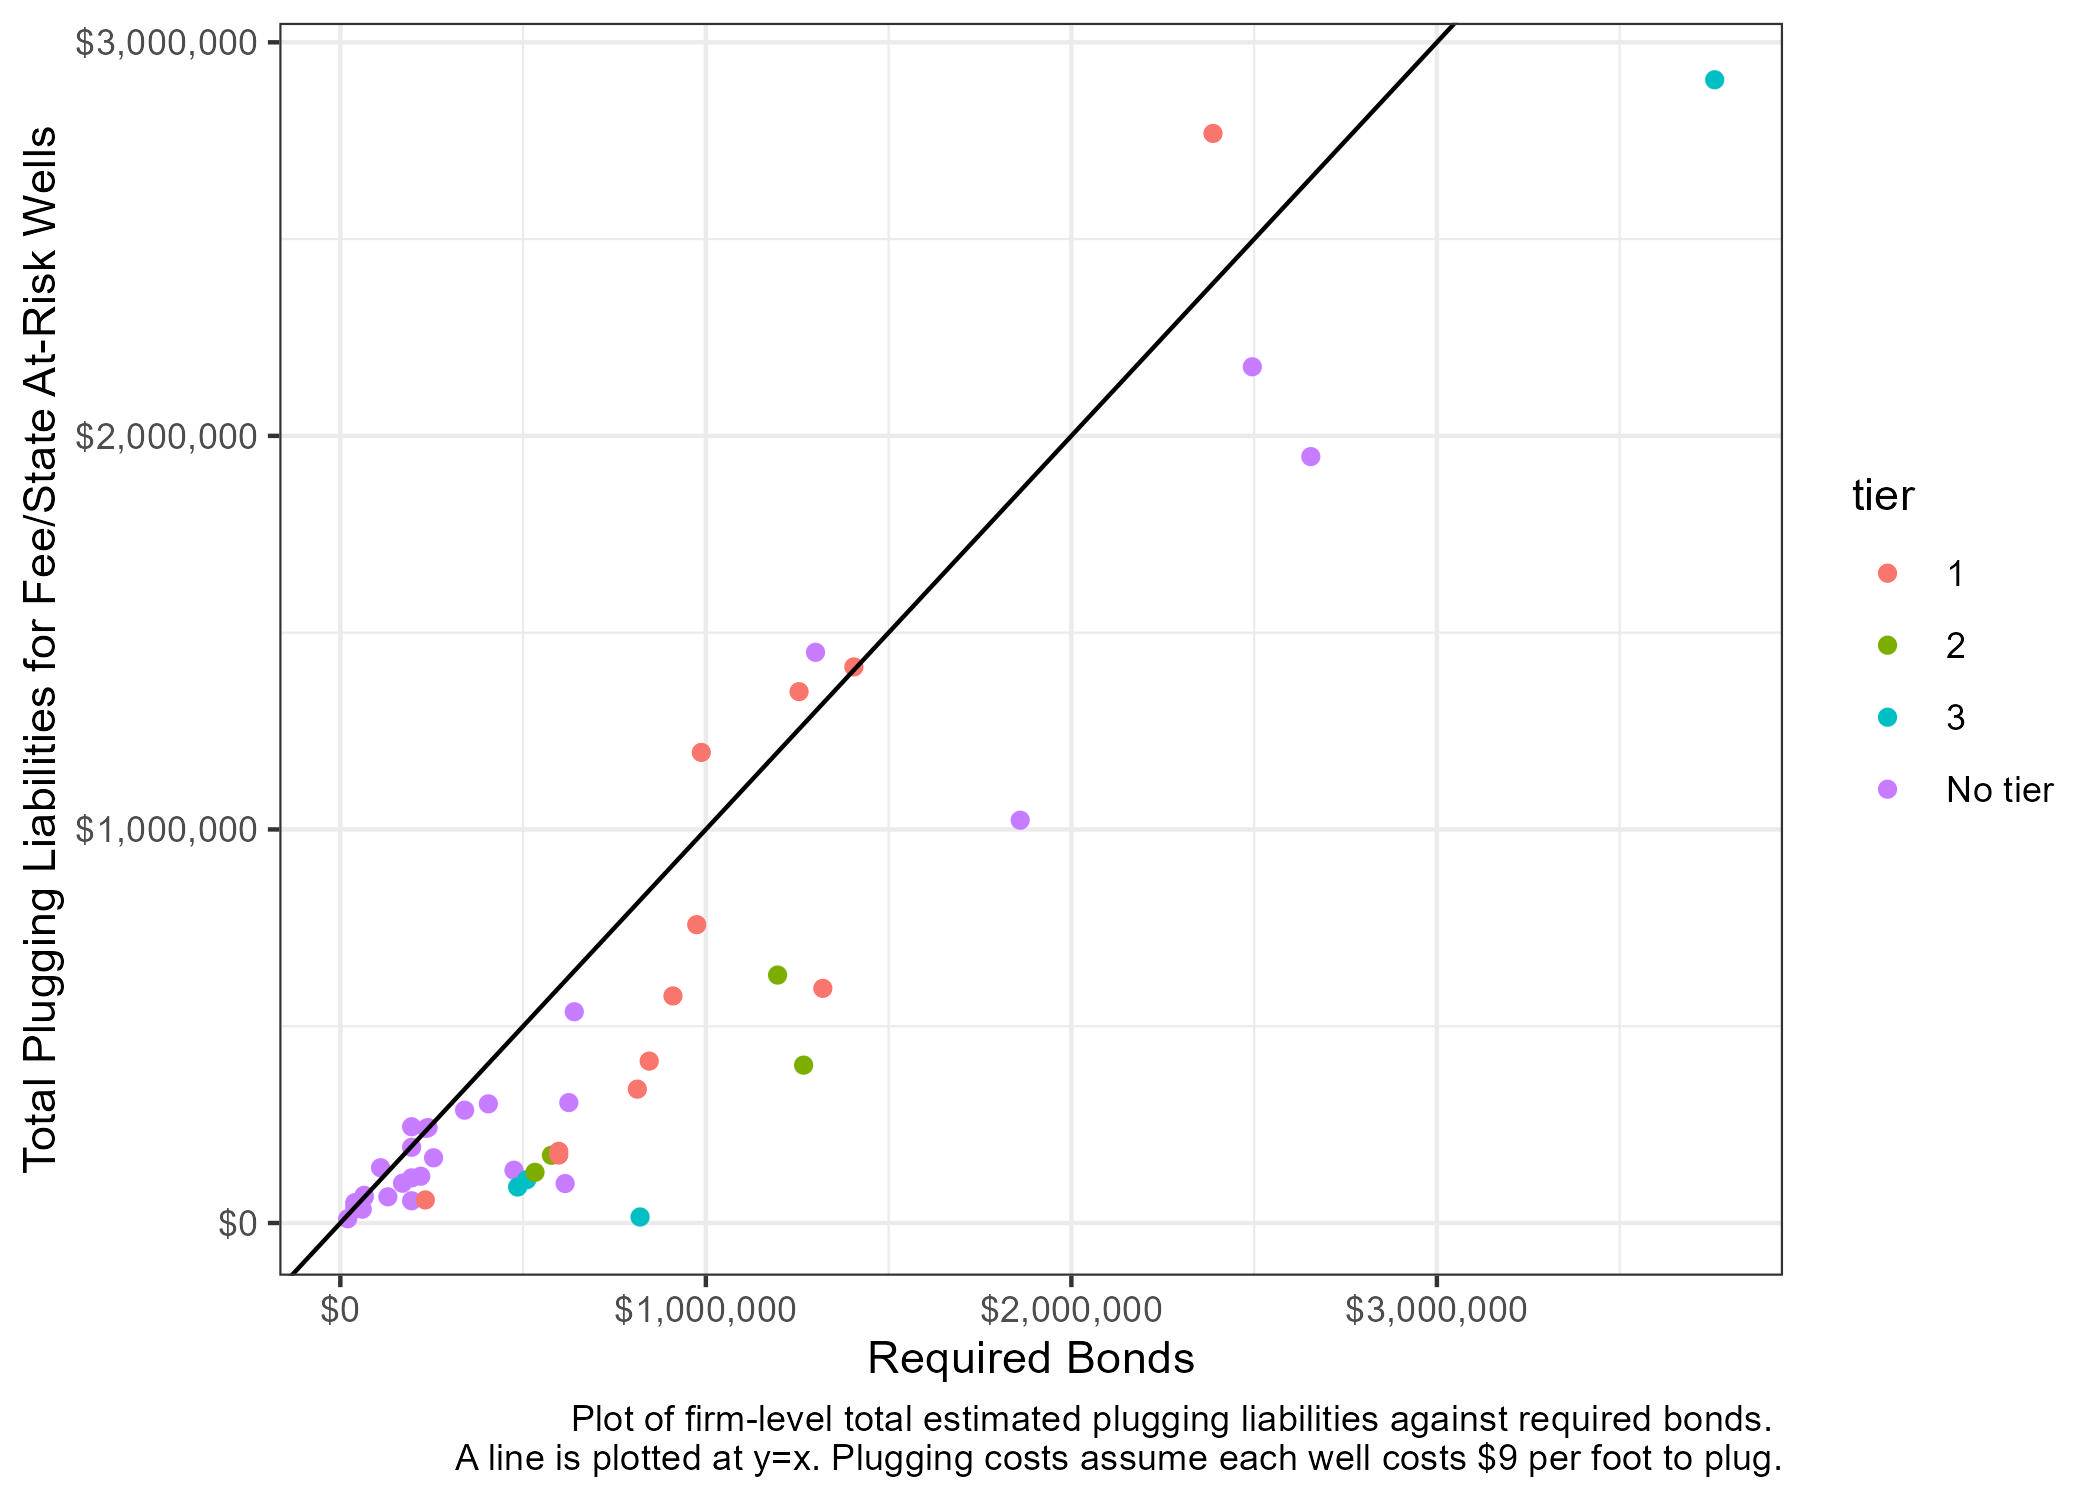 Total Plugging Liabilities for Fee/State At-Risk Wells
$3,000,000
$2,000,000
$1,000,000
$0
$0
$1,000,000
$2,000,000
$3,000,000
Required Bonds
tier
1
2
3
No tier
Plot of firm-level total estimated plugging liabilities against required bonds.
A line is plotted at y=x. Plugging costs assume each well costs $9 per foot to plug.